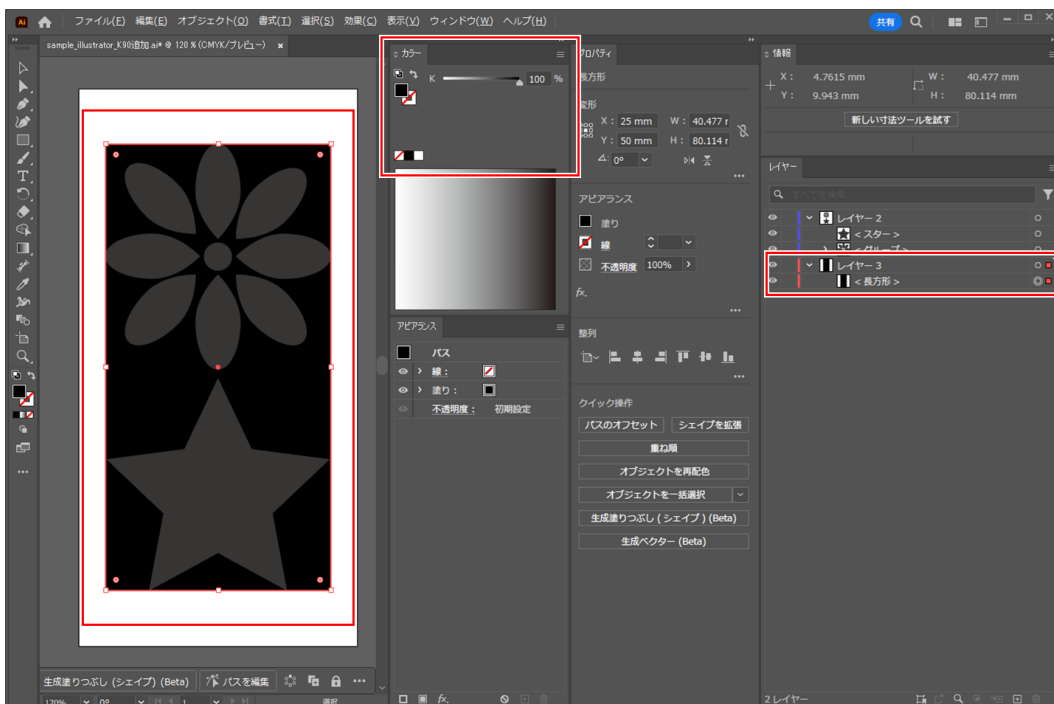 Ai
ファイル(F) 編集(E) オブジェクト(O) 書式(T) 選択(S) 効果(C) 表示(V) ウィンドウ(W) ヘルプ(H)
共有
sample_illustrator_K90追加.ai* @ 120 % (CMYK/プレビュー) ×
カラー
K 100 %
アピアランス
パス
線：
塗り：
不透明度： 初期設定
プロパティ
長方形
変形
X： 25 mm W： 40.477 r
Y： 50 mm H： 80.114 r
0°
アピアランス
塗り
線
不透明度 100%
fx.
整列
クイック操作
パスのオフセット シェイプを拡張
重ね順
オブジェクトを再配色
オブジェクトを一括選択
生成塗りつぶし ( シェイプ ) (Beta)
生成ベクター (Beta)
情報
X： 4.7615 mm W： 40.477 mm
Y： 9.943 mm H： 80.114 mm
新しい寸法ツールを試す
レイヤー
すべてを検索
レイヤー 2
< スター >
< グループ >
レイヤー 3
< 長方形 >
生成塗りつぶし (シェイプ) (Beta) パスを編集
120% 0° 1 選択
fx.
2 レイヤー